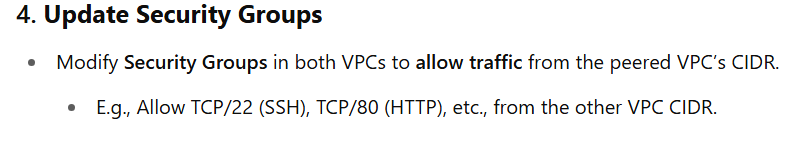 4. Update Security Groups
• Modify Security Groups in both VPCs to allow traffic from the peered VPC’s CIDR.
• E.g., Allow TCP/22 (SSH), TCP/80 (HTTP), etc., from the other VPC CIDR.